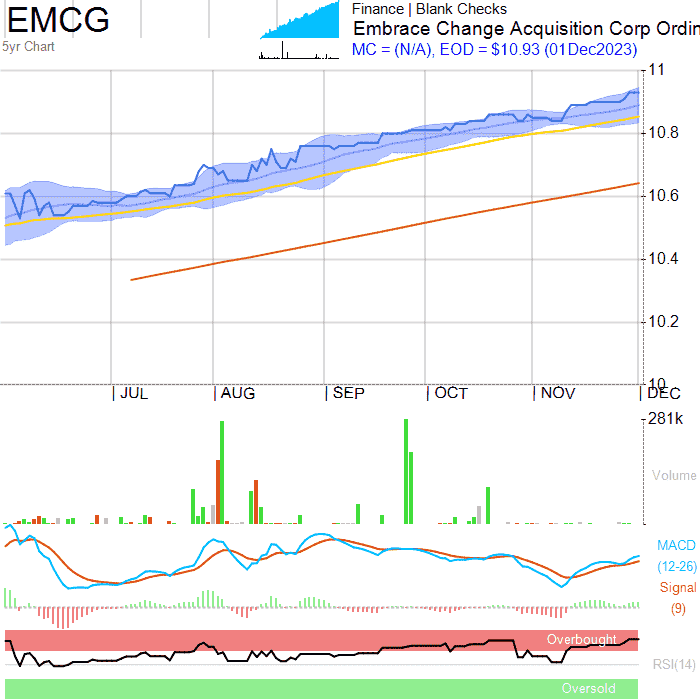 EMCG
5yr Chart
Finance | Blank Checks
Embrace Change Acquisition Corp Ordin
MC = (N/A), EOD = $10.93 (01Dec2023)
11
10.8
10.6
10.4
10.2
10
JUL AUG SEP OCT NOV DEC
281k
Volume
MACD
(12-26)
Signal
(9)
Overbought
RSI(14)
Oversold